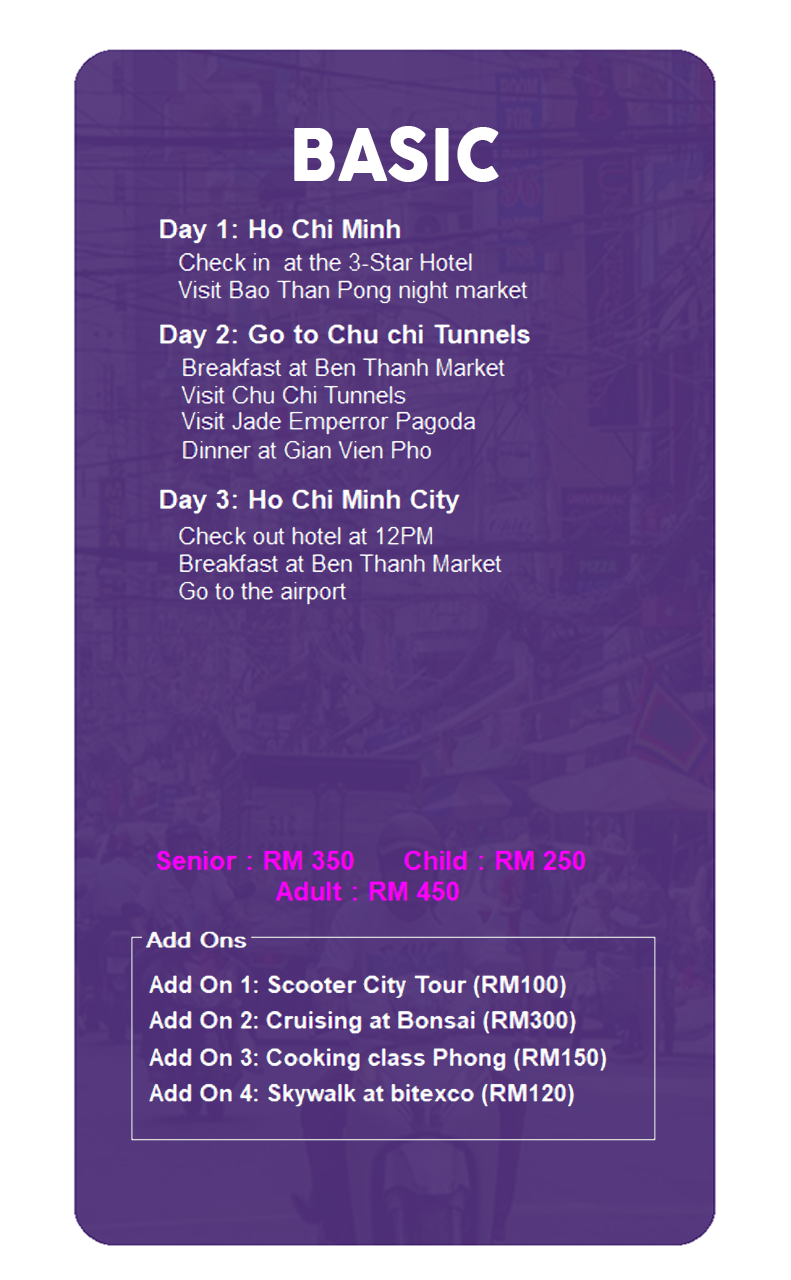 BASIC
Day 1: Ho Chi Minh
Check in at the 3-Star Hotel
Visit Bao Than Pong night market
Day 2: Go to Chu chi Tunnels
Breakfast at Ben Thanh Market
Visit Chu Chi Tunnels
Visit Jade Emperror Pagoda
Dinner at Gian Vien Pho
Day 3: Ho Chi Minh City
Check out hotel at 12PM
Breakfast at Ben Thanh Market
Go to the airport
Senior : RM 350 Child : RM 250
Adult : RM 450
Add Ons
Add On 1: Scooter City Tour (RM100)
Add On 2: Cruising at Bonsai (RM300)
Add On 3: Cooking class Phong (RM150)
Add On 4: Skywalk at bitexco (RM120)